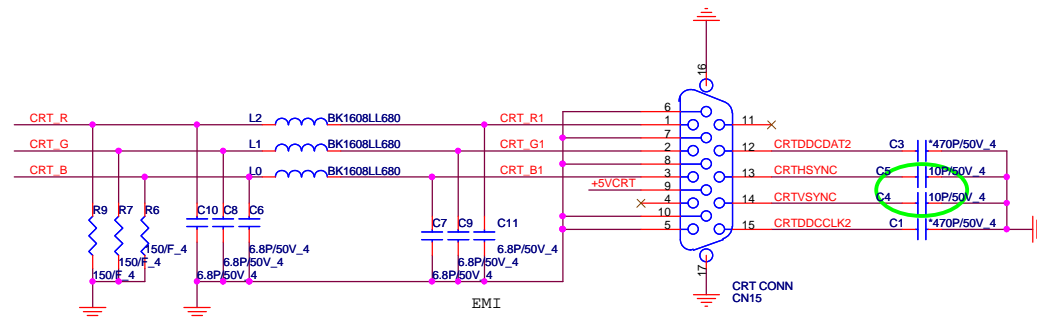 16
6
CRT_R L2 BK1608LL680 CRT_R1 1 11
7
CRT_G L1 BK1608LL680 CRT_G1 2 12 CRTDDCDAT2 C3 *470P/50V_4
8
CRT_B L0 BK1608LL680 CRT_B1 3 13 CRTHSYNC C5 10P/50V_4
+5VCRT 9
4 14 CRTVSYNC C4 10P/50V_4
R9 R7 R6 C10 C8 C6 10
C7 C9 C11 5 15 CRTDDCCLK2 C1 *470P/50V_4
150/F_4 6.8P/50V_4 6.8P/50V_4
150/F_4 6.8P/50V_4 6.8P/50V_4
150/F_4 6.8P/50V_4 6.8P/50V_4
17
CRT CONN
CN15
EMI